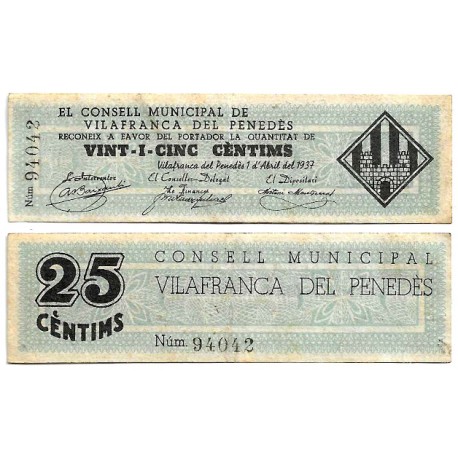 Núm. 94042
EL CONSELL MUNICIPAL DE
VILAFRANCA DEL PENEDÈS
RECONEIX A FAVOR DEL PORTADOR LA QUANTITAT DE
VINT-I-CINC CÈNTIMS
Vilafranca del Penedès 1 d'Abril del 1937
L'Interventor El Conseller-Delegat El Dipositari
de Finances
25
CÈNTIMS
CONSELL MUNICIPAL
VILAFRANCA DEL PENEDÈS
Núm. 94042